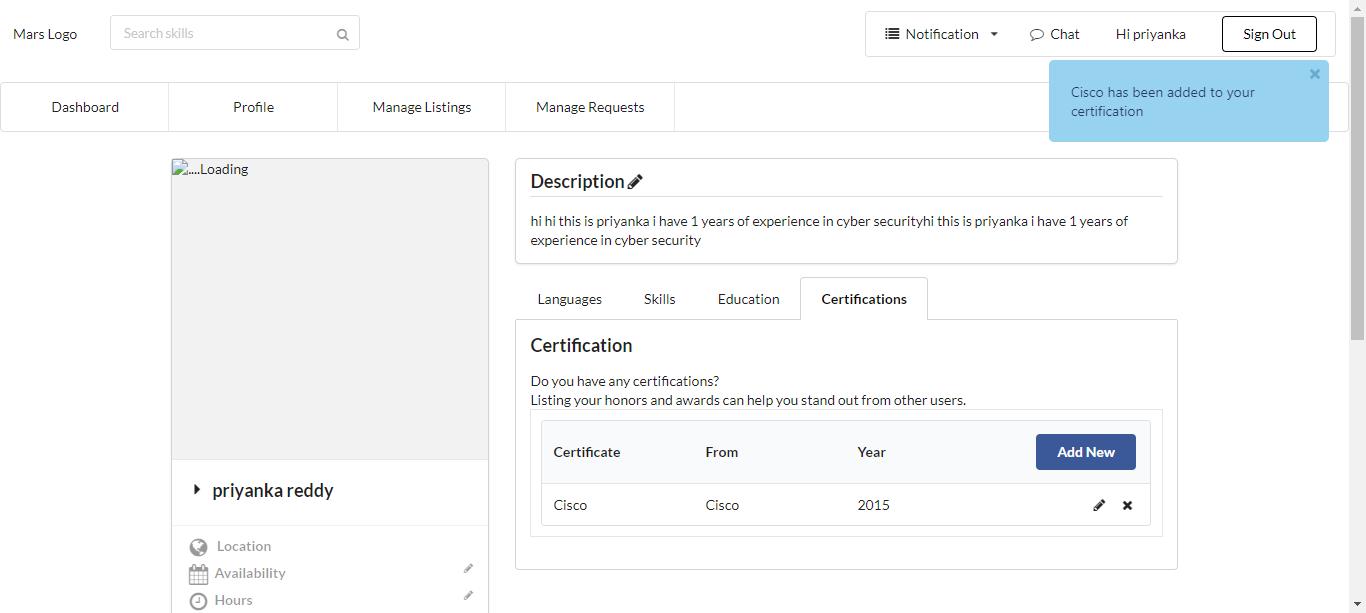 Mars Logo
Search skills
Notification
Chat
Hi priyanka
Sign Out
Cisco has been added to your
certification
Dashboard
Profile
Manage Listings
Manage Requests
....Loading
priyanka reddy
Location
Availability
Hours
Description
hi hi this is priyanka i have 1 years of experience in cyber securityhi this is priyanka i have 1 years of
experience in cyber security
Languages
Skills
Education
Certifications
Certification
Do you have any certifications?
Listing your honors and awards can help you stand out from other users.
Certificate From Year Add New
Cisco Cisco 2015